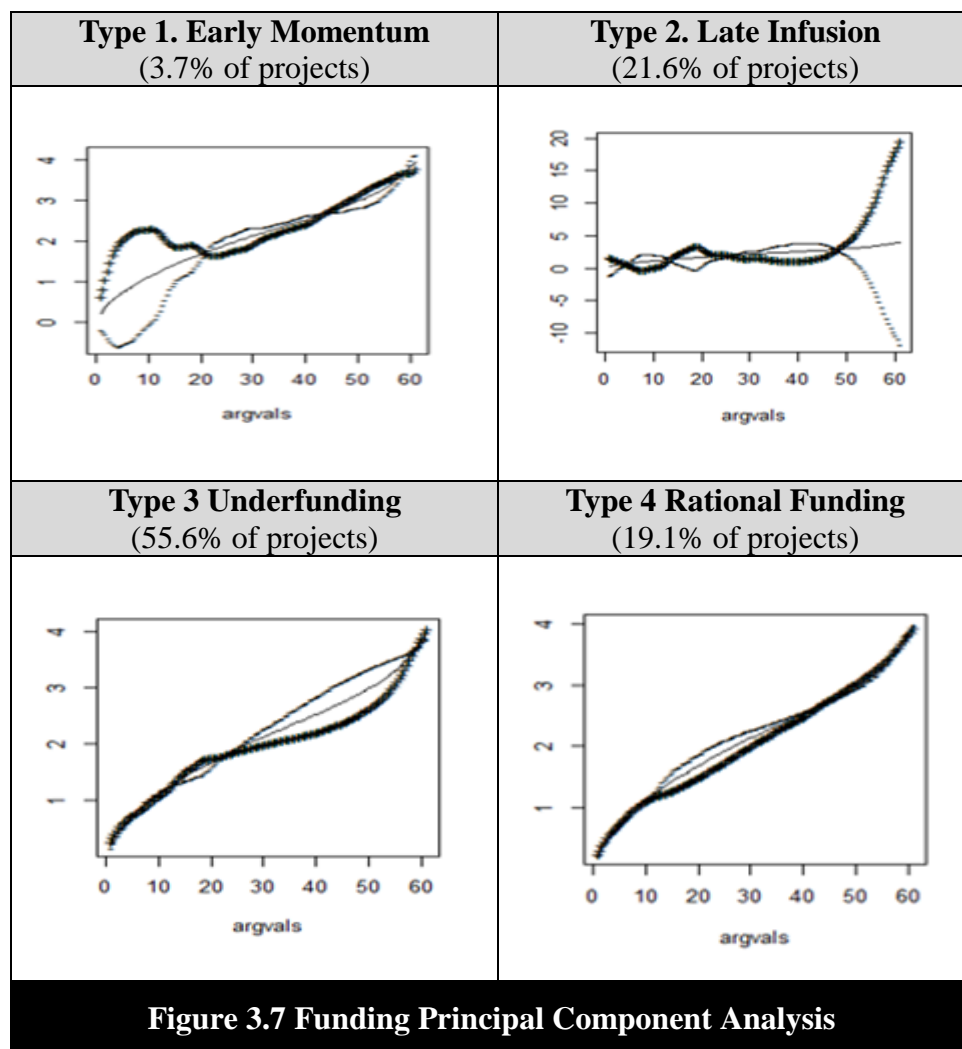 Type 1. Early Momentum
(3.7% of projects)
Type 2. Late Infusion
(21.6% of projects)
4
3
2
1
0
0 10 20 30 40 50 60
argvals
20
15
10
5
0
-5
-10
0 10 20 30 40 50 60
argvals
Type 3 Underfunding
(55.6% of projects)
Type 4 Rational Funding
(19.1% of projects)
4
3
2
1
0 10 20 30 40 50 60
argvals
4
3
2
1
0 10 20 30 40 50 60
argvals
Figure 3.7 Funding Principal Component Analysis